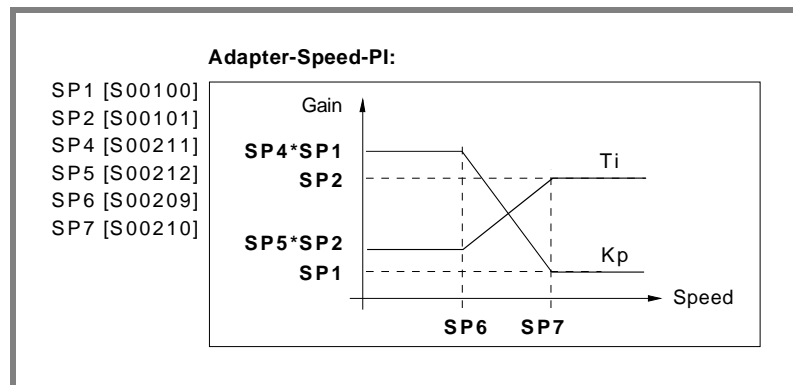 Adapter-Speed-PI:
SP1 [S00100]
SP2 [S00101]
SP4 [S00211]
SP5 [S00212]
SP6 [S00209]
SP7 [S00210]
Gain
SP4*SP1
SP2
SP5*SP2
SP1
Ti
Kp
Speed
SP6 SP7